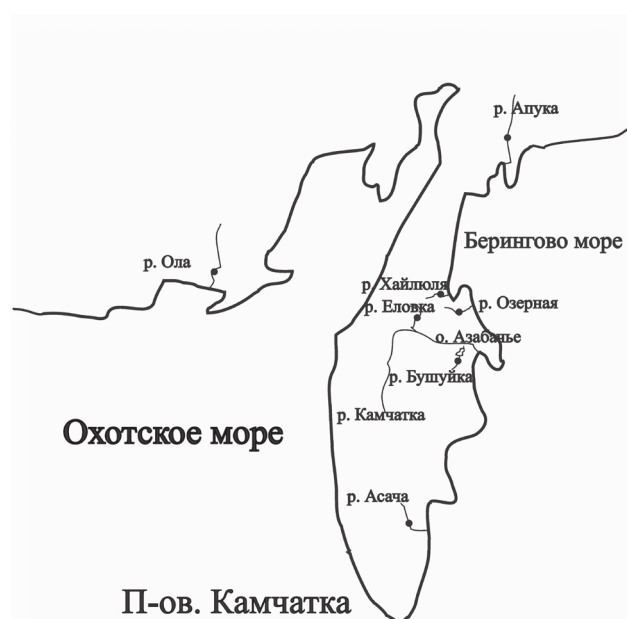 р. Апука
Берингово море
р. Ола
р. Хайлюля
р. Озерная
р. Еловка
о. Азабачье
р. Бушуйка
р. Камчатка
Охотское море
р. Асача
П-ов. Камчатка